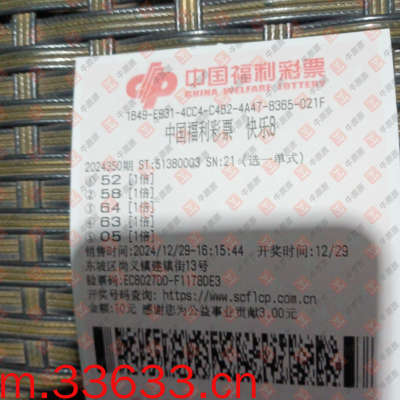 中国福利彩票
CHINA WELFARE LOTTERY
1849-E931-4CC4-C4B2-4A47-8365-021F
中国福利彩票 快乐8
2024350期 ST:51380003 SN:21 (选一单式)
① 52 [1倍]
② 58 [1倍]
③ 64 [1倍]
④ 63 [1倍]
⑤ 05 [1倍]
销售时间:2024/12/29-16:15:44 开奖时间:12/29
东坡区尚义镇建镇街13号
验票码:EC8027D0-F1178DE3
开奖号码查询:https://www.scflcp.com.cn
金额:10元 感谢您为公益事业贡献3.00元
m.33633.cn